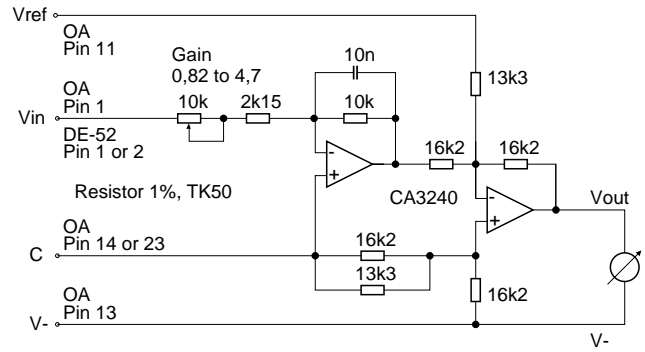 Vref
OA
Pin 11
Gain
0,82 to 4,7
10n
13k3
OA
Pin 1
Vin
10k
2k15
10k
DE-52
Pin 1 or 2
-
+
16k2
16k2
Resistor 1%, TK50
CA3240
-
+
Vout
OA
Pin 14 or 23
C
16k2
13k3
16k2
OA
Pin 13
V-
V-